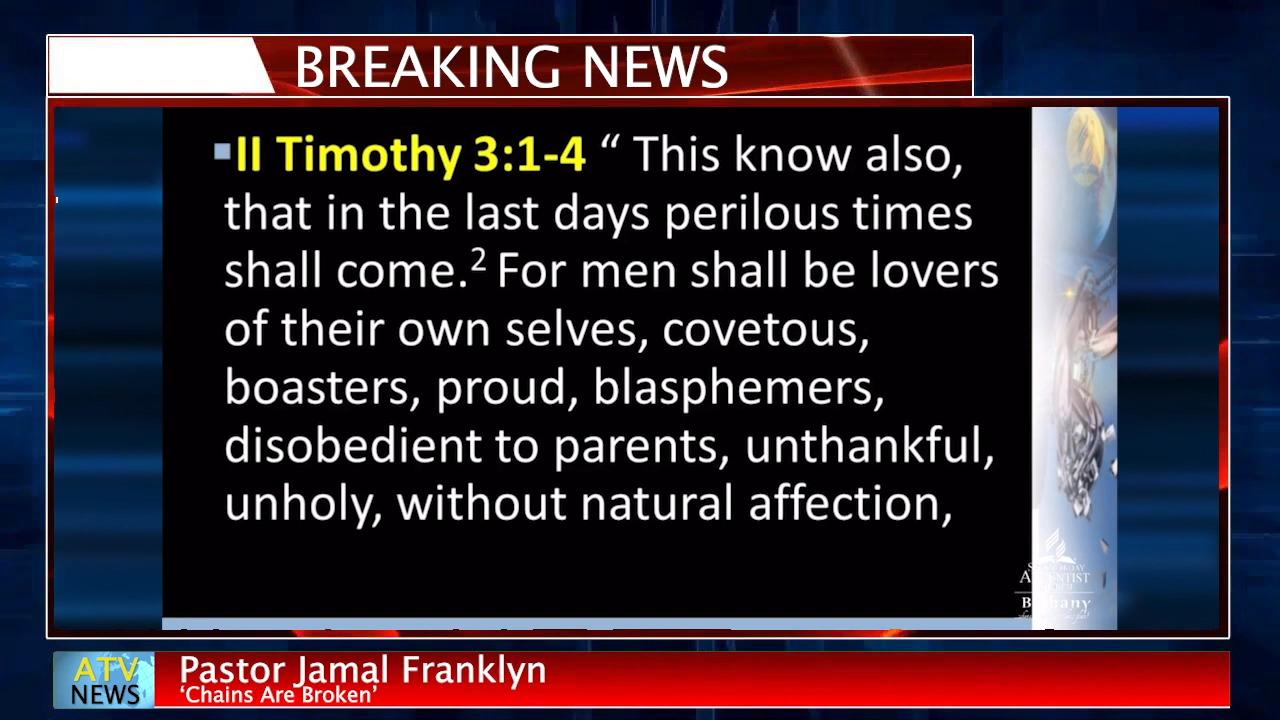 BREAKING NEWS
II Timothy 3:1-4 “ This know also,
that in the last days perilous times
shall come.² For men shall be lovers
of their own selves, covetous,
boasters, proud, blasphemers,
disobedient to parents, unthankful,
unholy, without natural affection,
ATV
NEWS
Pastor Jamal Franklyn
‘Chains Are Broken’